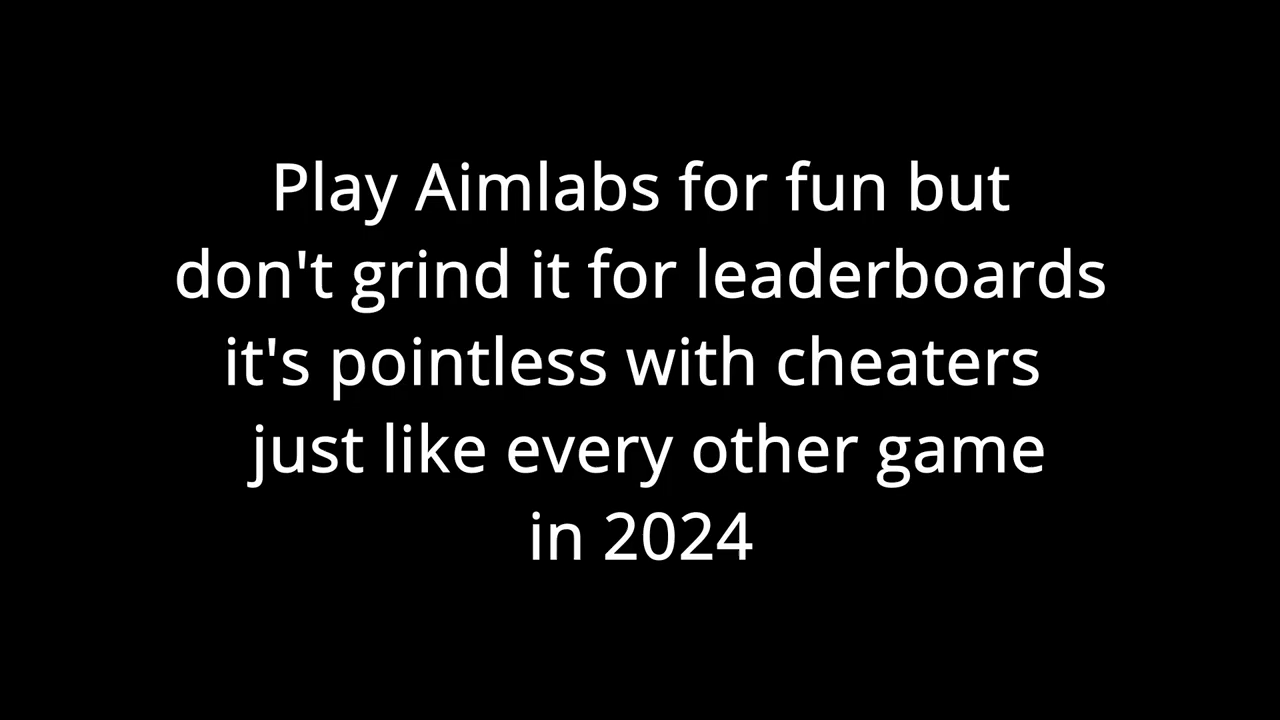 Play Aimlabs for fun but
don't grind it for leaderboards
it's pointless with cheaters
just like every other game
in 2024